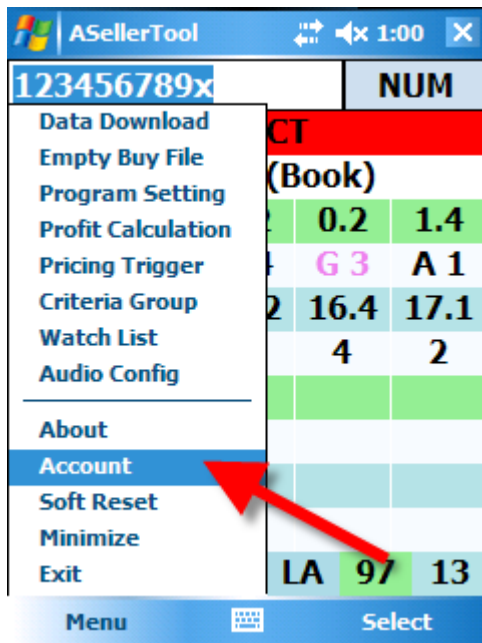 ASellerTool 1:00
123456789x NUM
Data Download CT
Empty Buy File (Book)
Program Setting 0.2 1.4
Profit Calculation G 3 A 1
Pricing Trigger 2 16.4 17.1
Criteria Group 4 2
Watch List
Audio Config
About
Account
Soft Reset
Minimize
Exit LA 97 13
Menu Select